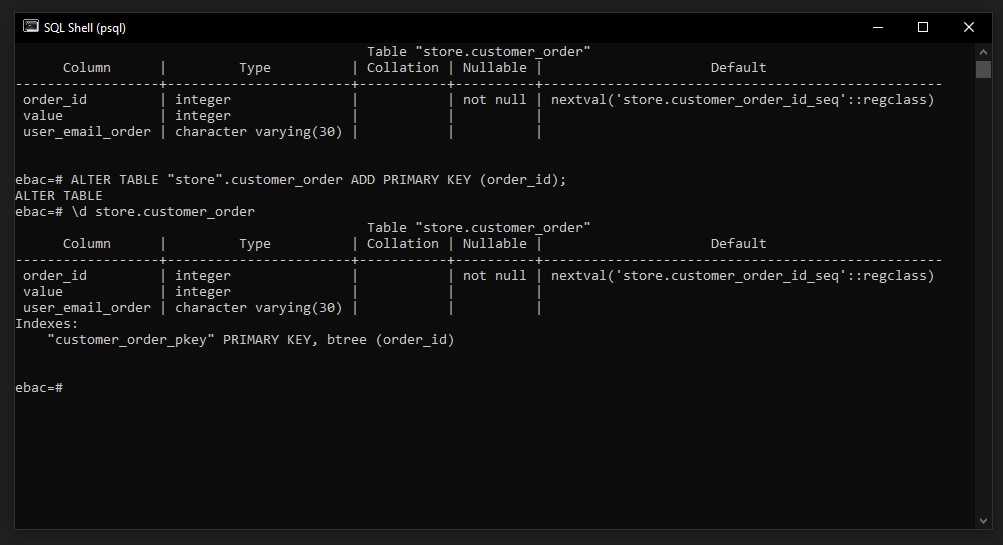 SQL Shell (psql)
                                            Table "store.customer_order"
      Column      |         Type          | Collation | Nullable |                     Default
------------------+-----------------------+-----------+----------+--------------------------------------------------
 order_id         | integer               |           | not null | nextval('store.customer_order_id_seq'::regclass)
 value            | integer               |           |          |
 user_email_order | character varying(30) |           |          |
ebac=# ALTER TABLE "store".customer_order ADD PRIMARY KEY (order_id);
ALTER TABLE
ebac=# \d store.customer_order
                                            Table "store.customer_order"
      Column      |         Type          | Collation | Nullable |                     Default
------------------+-----------------------+-----------+----------+--------------------------------------------------
 order_id         | integer               |           | not null | nextval('store.customer_order_id_seq'::regclass)
 value            | integer               |           |          |
 user_email_order | character varying(30) |           |          |
Indexes:
    "customer_order_pkey" PRIMARY KEY, btree (order_id)
ebac=#